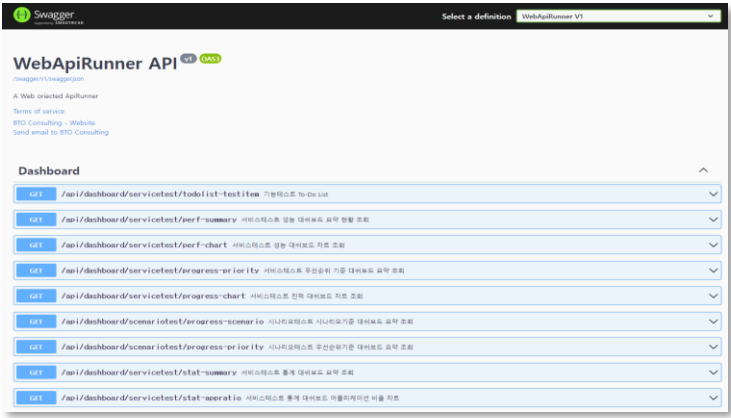 Swagger
Supported by SMARTBEAR
Select a definition
WebApiRunner V1
WebApiRunner API v1 OAS3
/swagger/v1/swagger.json
A Web oriected ApiRunner
Terms of service
BTO Consulting - Website
Send email to BTO Consulting
Dashboard
GET /api/dashboard/servicetest/todolist-testitem 기능테스트 To-Do List
GET /api/dashboard/servicetest/perf-summary 서비스테스트 성능 대쉬보드 요약 현황 조회
GET /api/dashboard/servicetest/perf-chart 서비스테스트 성능 대쉬보드 차트 조회
GET /api/dashboard/servicetest/progress-priority 서비스테스트 우선순위 기준 대쉬보드 요약 조회
GET /api/dashboard/servicetest/progress-chart 서비스테스트 진척 대쉬보드 차트 조회
GET /api/dashboard/scenariotest/progress-scenario 시나리오테스트 시나리오기준 대쉬보드 요약 조회
GET /api/dashboard/scenariotest/progress-priority 시나리오테스트 우선순위기준 대쉬보드 요약 조회
GET /api/dashboard/servicetest/stat-summary 서비스테스트 통계 대쉬보드 요약 조회
GET /api/dashboard/servicetest/stat-appratio 서비스테스트 통계 대쉬보드 어플리케이션 비율 차트